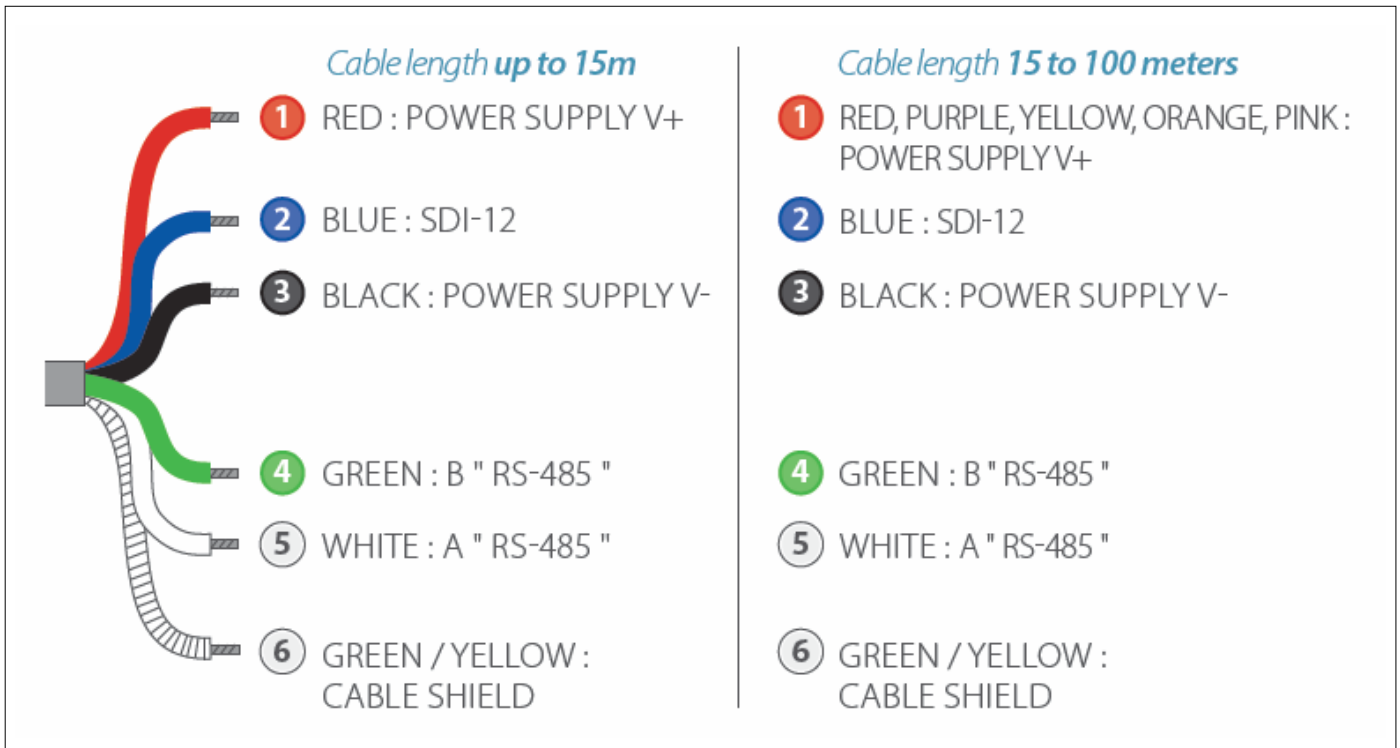 Cable length up to 15m
1 RED : POWER SUPPLY V+
2 BLUE : SDI-12
3 BLACK : POWER SUPPLY V-
4 GREEN : B " RS-485 "
5 WHITE : A " RS-485 "
6 GREEN / YELLOW :
CABLE SHIELD
Cable length 15 to 100 meters
1 RED, PURPLE, YELLOW, ORANGE, PINK :
POWER SUPPLY V+
2 BLUE : SDI-12
3 BLACK : POWER SUPPLY V-
4 GREEN : B " RS-485 "
5 WHITE : A " RS-485 "
6 GREEN / YELLOW :
CABLE SHIELD